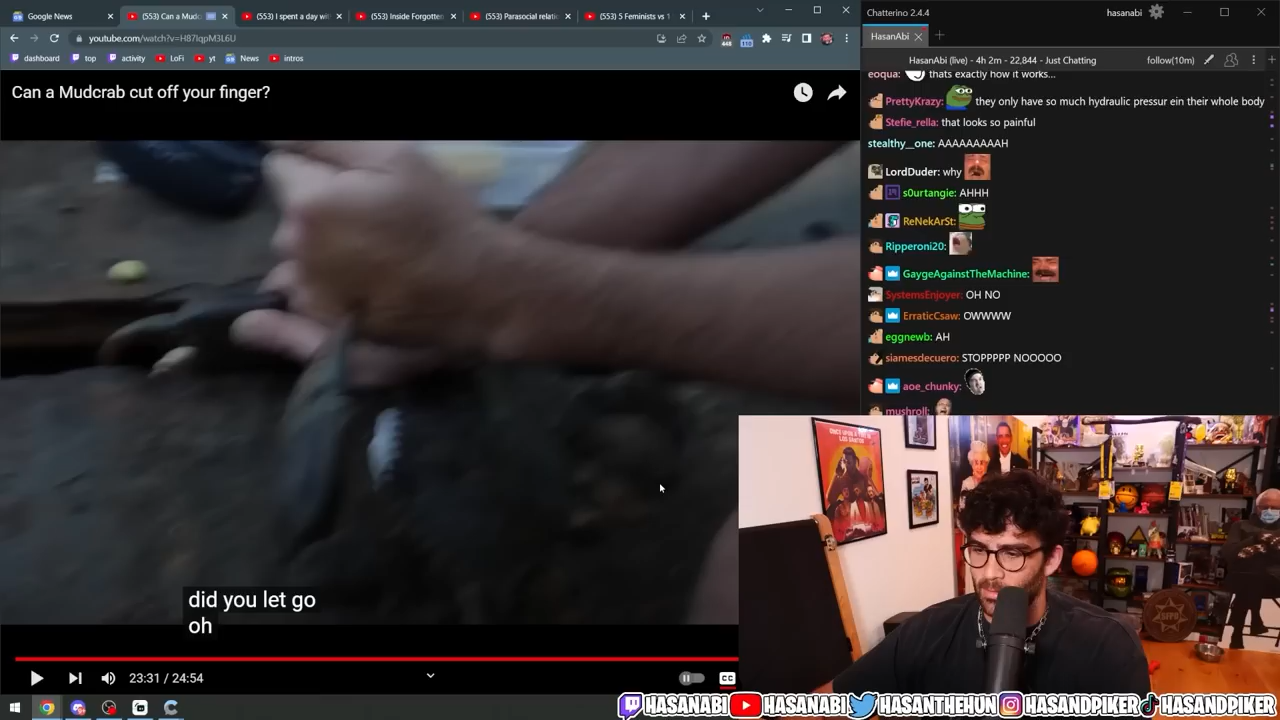 Google News
(553) Can a Mudc
(553) I spent a day wi
(553) Inside Forgotten
(553) Parasocial relatio
(553) 5 Feminists vs 1
youtube.com/watch?v=H87IqpM3L6U
dashboard
top
activity
LoFi
yt
News
intros
Can a Mudcrab cut off your finger?
did you let go
oh
23:31 / 24:54
CC
Chatterino 2.4.4
hasanabi
HasanAbi
HasanAbi (live) - 4h 2m - 22,844 - Just Chatting
follow(10m)
eoqua: thats exactly how it works...
PrettyKrazy: they only have so much hydraulic pressur ein their whole body
Stefie_rella: that looks so painful
stealthy__one: AAAAAAAAAH
LordDuder: why
s0urtangie: AHHH
ReNekArSt:
Ripperoni20:
GaygeAgainstTheMachine:
SystemsEnjoyer: OH NO
ErraticCsaw: OWWWW
eggnewb: AH
siamesdecuero: STOPPPPP NOOOOO
aoe_chunky:
mushroll:
HASANABI
HASANABI
HASANTHEHUN
HASANDPIKER
HASANDPIKER